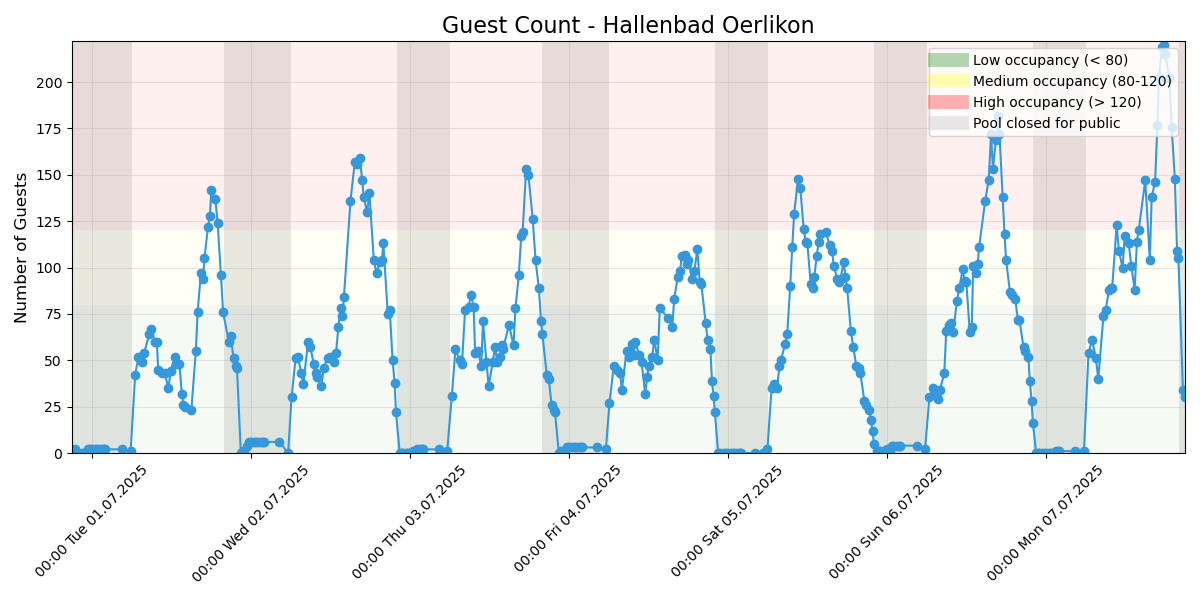 Guest Count - Hallenbad Oerlikon
Low occupancy (< 80)
Medium occupancy (80-120)
High occupancy (> 120)
Pool closed for public
Number of Guests
200
175
150
125
100
75
50
25
0
00:00 Tue 01.07.2025
00:00 Wed 02.07.2025
00:00 Thu 03.07.2025
00:00 Fri 04.07.2025
00:00 Sat 05.07.2025
00:00 Sun 06.07.2025
00:00 Mon 07.07.2025